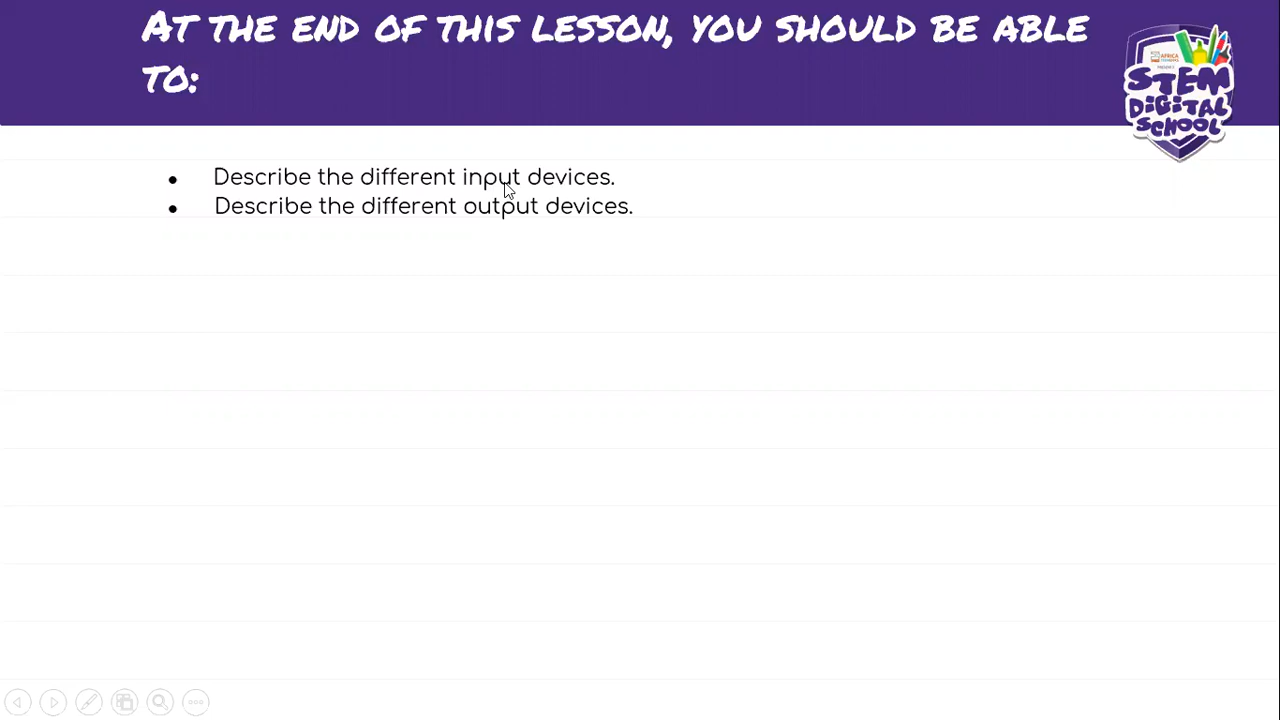 At the end of this lesson, you should be able
to:
STEM
DIGITAL
SCHOOL
• Describe the different input devices.
• Describe the different output devices.